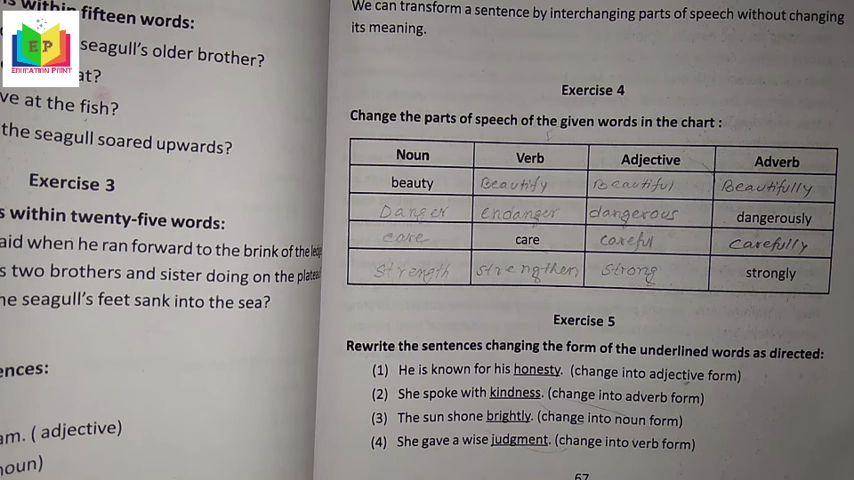 within fifteen words:
seagull's older brother?
at?
ve at the fish?
the seagull soared upwards?
Exercise 3
s within twenty-five words:
aid when he ran forward to the brink of the
s two brothers and sister doing on the
he seagull's feet sank into the sea?
ences:
am. ( adjective)
noun)
EP
EDUCATION POINT
We can transform a sentence by interchanging parts of speech without changing
its meaning.
Exercise 4
Change the parts of speech of the given words in the chart :
Noun Verb Adjective Adverb
beauty Beautify Beautiful Beautifully
Danger endanger dangerous dangerously
care care careful carefully
Strength strengthen strong strongly
Exercise 5
Rewrite the sentences changing the form of the underlined words as directed:
(1) He is known for his honesty. (change into adjective form)
(2) She spoke with kindness. (change into adverb form)
(3) The sun shone brightly. (change into noun form)
(4) She gave a wise judgment. (change into verb form)
67